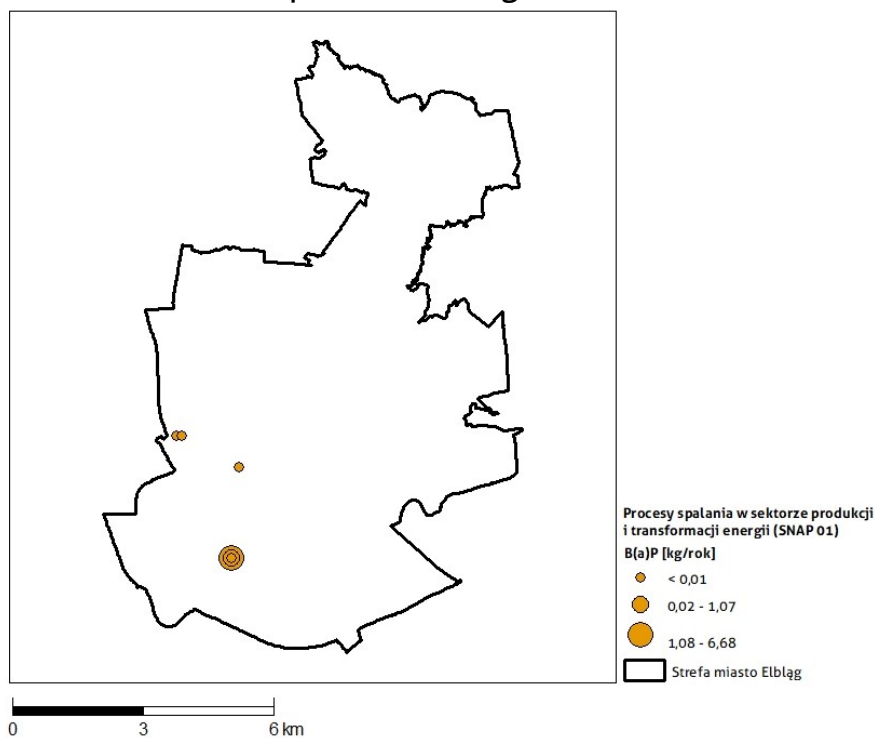 Procesy spalania w sektorze produkcji
i transformacji energii (SNAP 01)
B(a)P [kg/rok]
< 0,01
0,02 - 1,07
1,08 - 6,68
Strefa miasto Elbląg
0 3 6 km